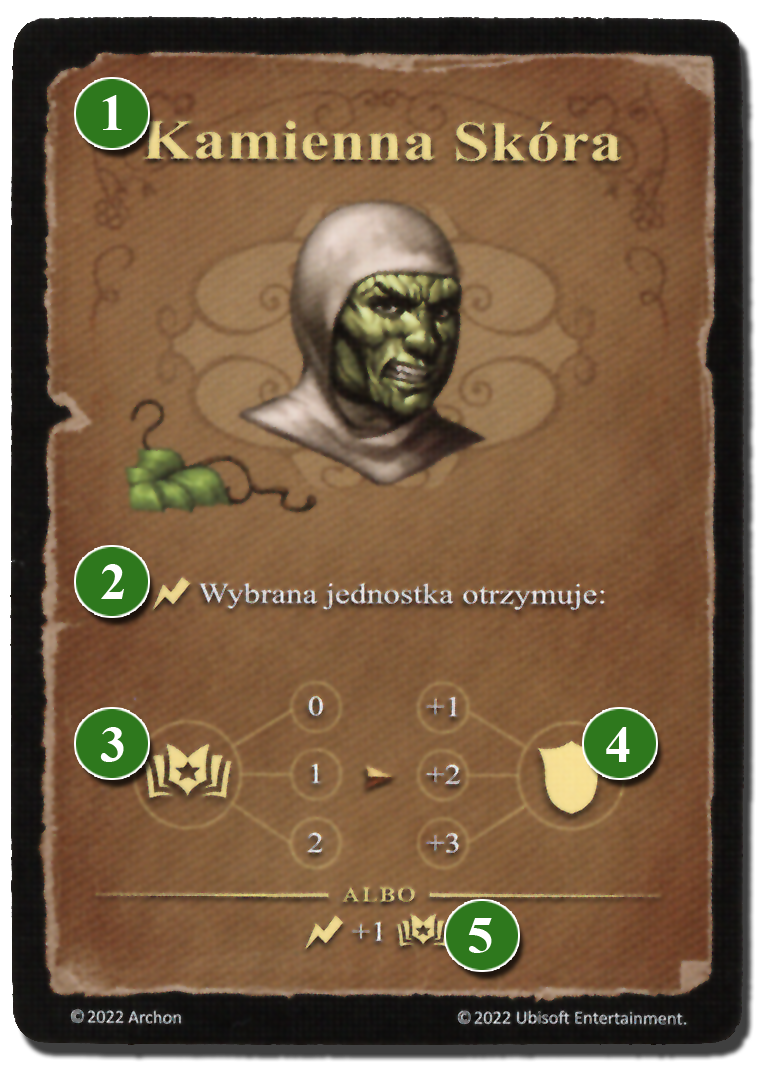 1
Kamienna Skóra
2
Wybrana jednostka otrzymuje:
0 +1
3 4
1 +2
2 +3
ALBO
+1
5
© 2022 Archon © 2022 Ubisoft Entertainment.